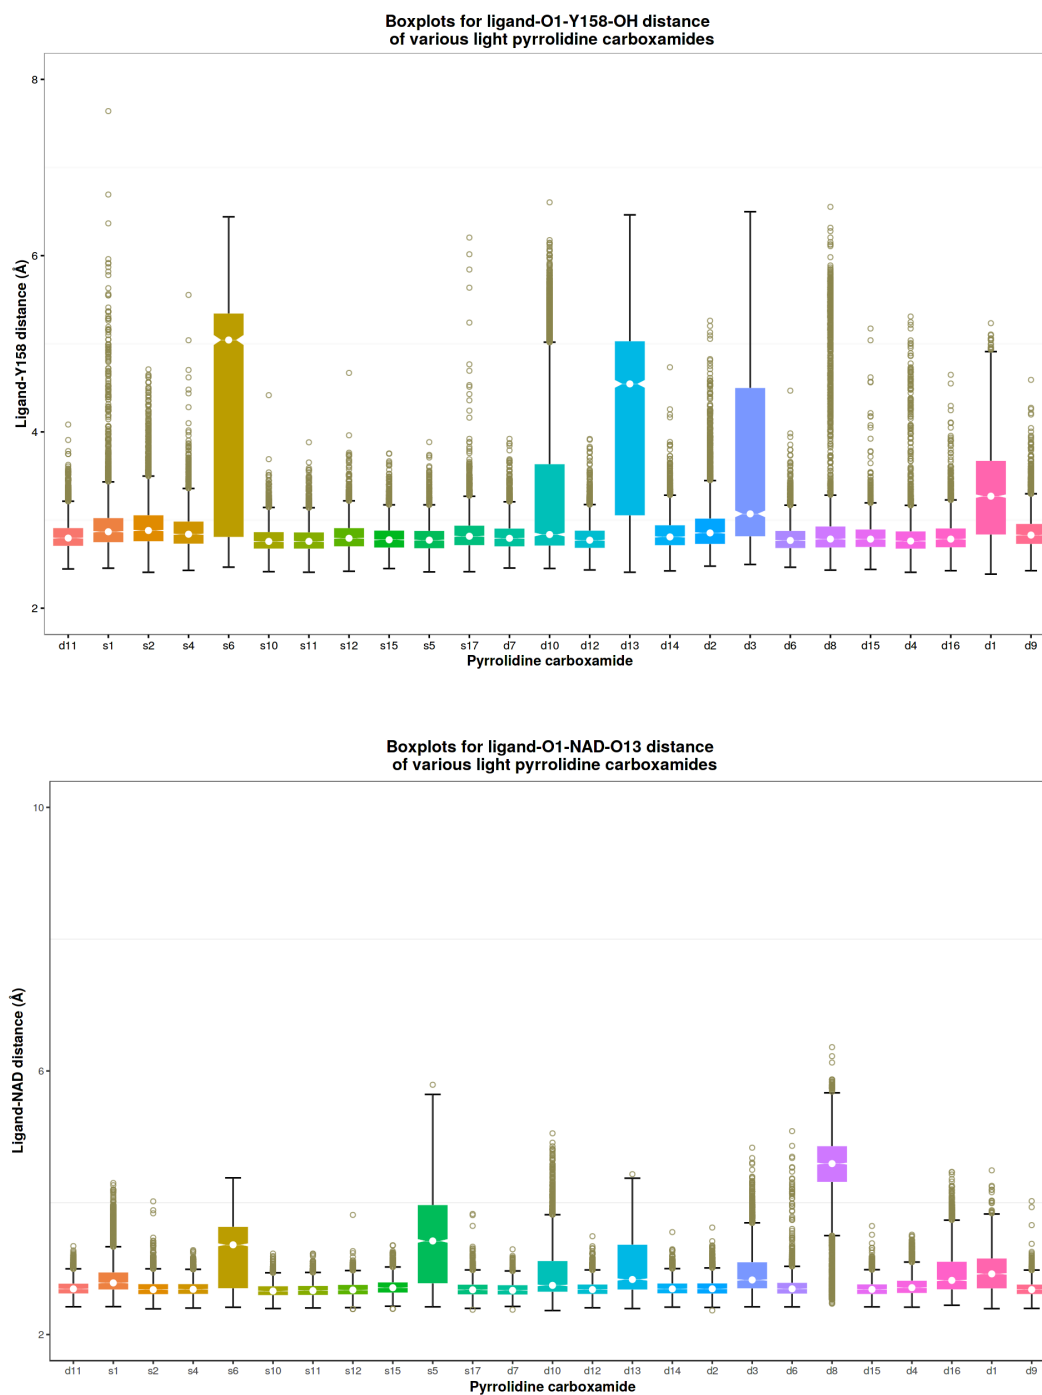 Boxplots for ligand-O1-Y158-OH distance
of various light pyrrolidine carboxamides
Ligand-Y158 distance (Å)
8
6
4
2
d11 s1 s2 s4 s6 s10 s11 s12 s15 s5 s17 d7 d10 d12 d13 d14 d2 d3 d6 d8 d15 d4 d16 d1 d9
Pyrrolidine carboxamide
Boxplots for ligand-O1-NAD-O13 distance
of various light pyrrolidine carboxamides
Ligand-NAD distance (Å)
10
6
2
d11 s1 s2 s4 s6 s10 s11 s12 s15 s5 s17 d7 d10 d12 d13 d14 d2 d3 d6 d8 d15 d4 d16 d1 d9
Pyrrolidine carboxamide